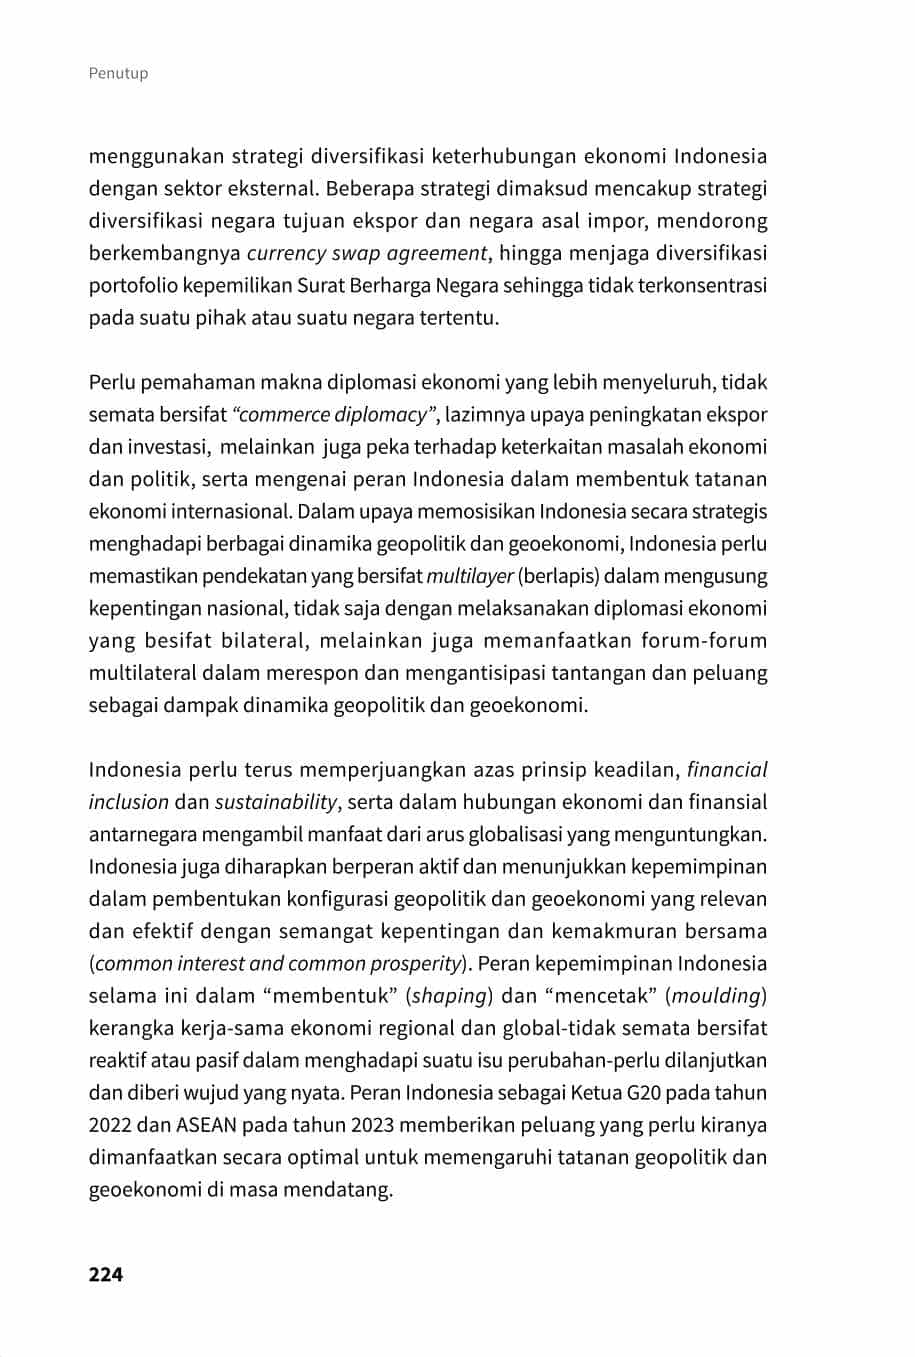 Penutup
menggunakan strategi diversifikasi keterhubungan ekonomi Indonesia
dengan sektor eksternal. Beberapa strategi dimaksud mencakup strategi
diversifikasi negara tujuan ekspor dan negara asal impor, mendorong
berkembangnya currency swap agreement, hingga menjaga diversifikasi
portofolio kepemilikan Surat Berharga Negara sehingga tidak terkonsentrasi
pada suatu pihak atau suatu negara tertentu.
Perlu pemahaman makna diplomasi ekonomi yang lebih menyeluruh, tidak
semata bersifat “commerce diplomacy”, lazimnya upaya peningkatan ekspor
dan investasi, melainkan juga peka terhadap keterkaitan masalah ekonomi
dan politik, serta mengenai peran Indonesia dalam membentuk tatanan
ekonomi internasional. Dalam upaya memosisikan Indonesia secara strategis
menghadapi berbagai dinamika geopolitik dan geoekonomi, Indonesia perlu
memastikan pendekatan yang bersifat multilayer (berlapis) dalam mengusung
kepentingan nasional, tidak saja dengan melaksanakan diplomasi ekonomi
yang besifat bilateral, melainkan juga memanfaatkan forum-forum
multilateral dalam merespon dan mengantisipasi tantangan dan peluang
sebagai dampak dinamika geopolitik dan geoekonomi.
Indonesia perlu terus memperjuangkan azas prinsip keadilan, financial
inclusion dan sustainability, serta dalam hubungan ekonomi dan finansial
antarnegara mengambil manfaat dari arus globalisasi yang menguntungkan.
Indonesia juga diharapkan berperan aktif dan menunjukkan kepemimpinan
dalam pembentukan konfigurasi geopolitik dan geoekonomi yang relevan
dan efektif dengan semangat kepentingan dan kemakmuran bersama
(common interest and common prosperity). Peran kepemimpinan Indonesia
selama ini dalam “membentuk” (shaping) dan “mencetak” (moulding)
kerangka kerja-sama ekonomi regional dan global-tidak semata bersifat
reaktif atau pasif dalam menghadapi suatu isu perubahan-perlu dilanjutkan
dan diberi wujud yang nyata. Peran Indonesia sebagai Ketua G20 pada tahun
2022 dan ASEAN pada tahun 2023 memberikan peluang yang perlu kiranya
dimanfaatkan secara optimal untuk memengaruhi tatanan geopolitik dan
geoekonomi di masa mendatang.
224